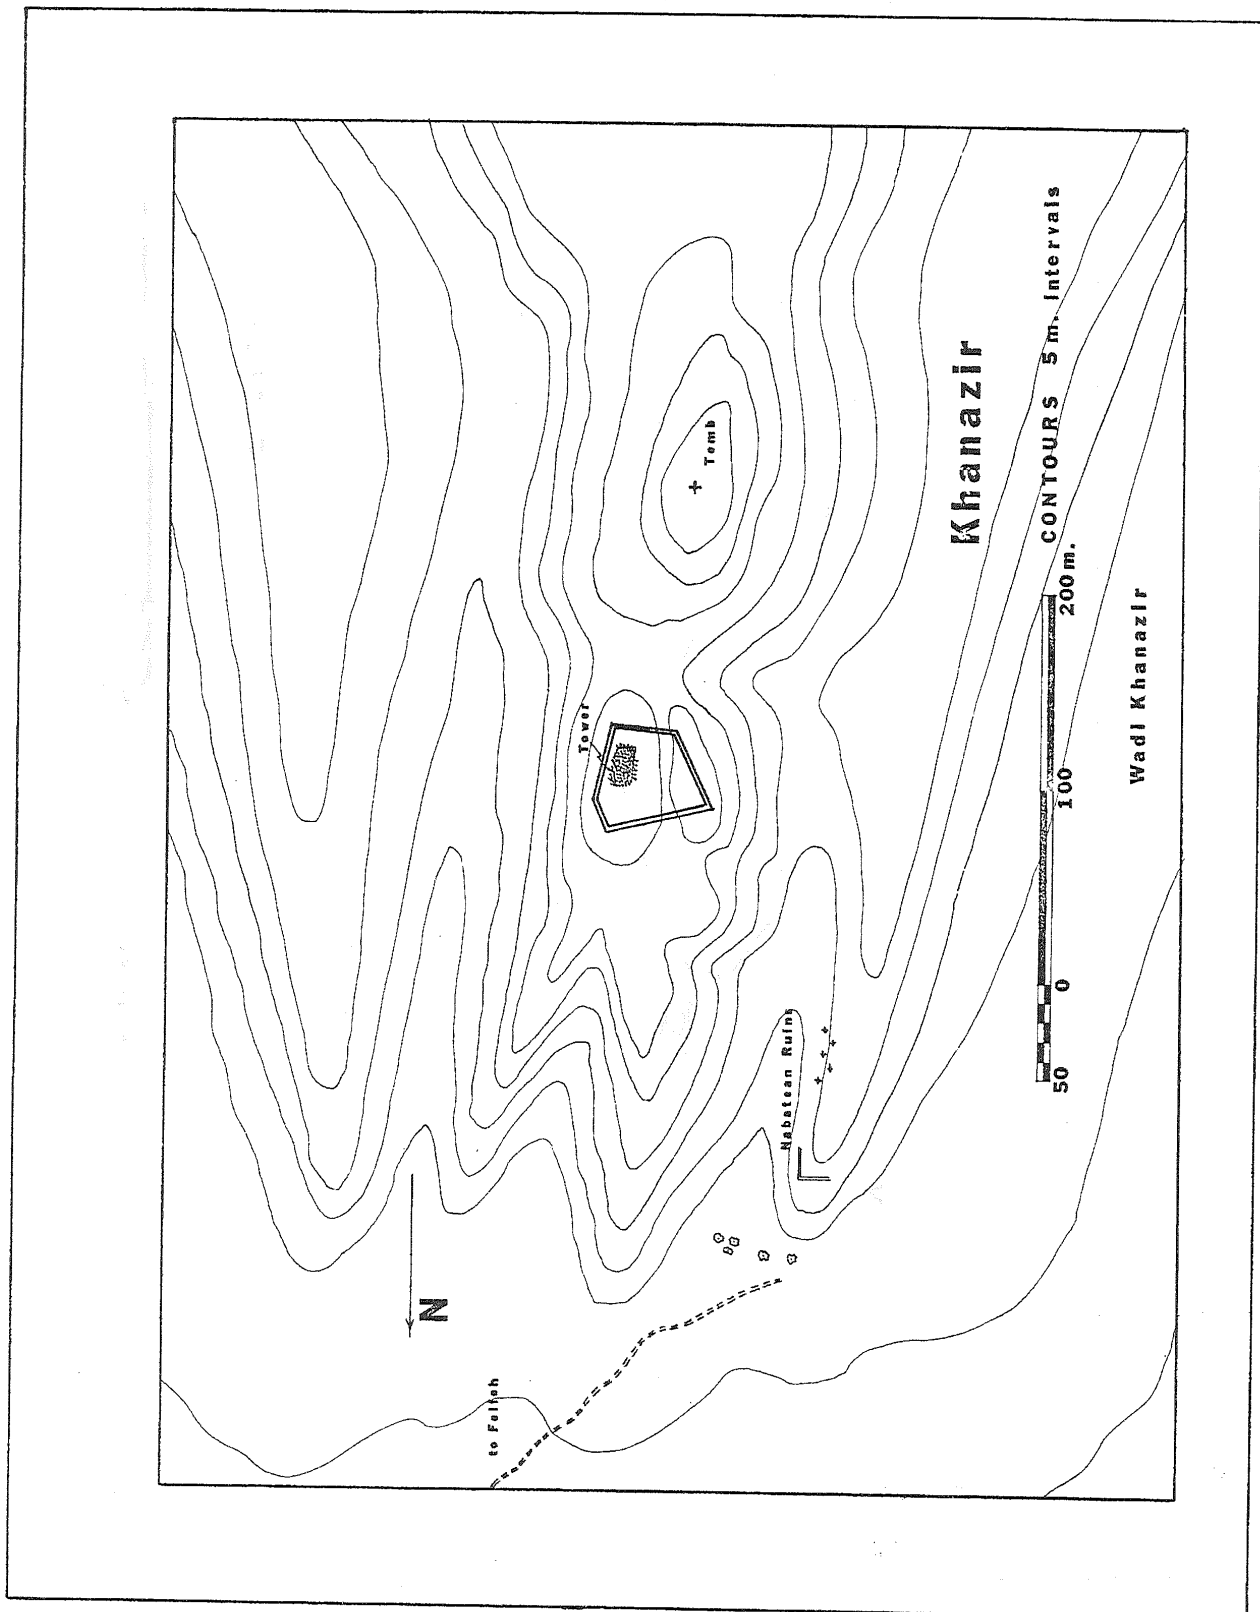 Khanazir
CONTOURS 5 m. Intervals
50 0 100 200 m.
Wadi Khanazir
Tomb
Tower
Nabatean Ruins
N
to Feifeh